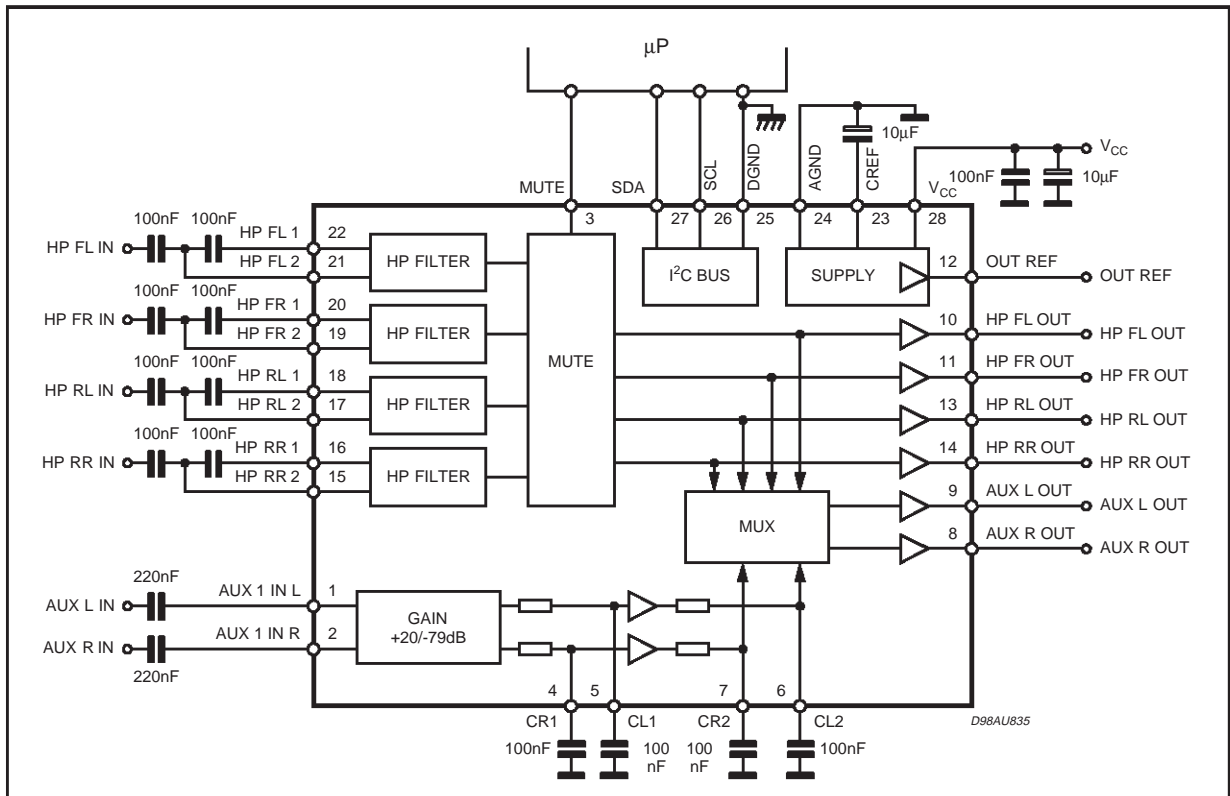 μP
10μF
V_CC
100nF
10μF
MUTE
SDA
SCL
DGND
AGND
CREF
V_CC
3
27
26
25
24
23
28
100nF
100nF
HP FL IN
HP FL 1
22
HP FL 2
21
HP FILTER
MUTE
I²C BUS
SUPPLY
12
OUT REF
OUT REF
100nF
100nF
HP FR IN
HP FR 1
20
HP FR 2
19
HP FILTER
10
HP FL OUT
HP FL OUT
11
HP FR OUT
HP FR OUT
100nF
100nF
HP RL IN
HP RL 1
18
HP RL 2
17
HP FILTER
13
HP RL OUT
HP RL OUT
100nF
100nF
HP RR IN
HP RR 1
16
HP RR 2
15
HP FILTER
14
HP RR OUT
HP RR OUT
MUX
9
AUX L OUT
AUX L OUT
8
AUX R OUT
AUX R OUT
220nF
AUX L IN
AUX 1 IN L
1
AUX R IN
AUX 1 IN R
2
220nF
GAIN
+20/-79dB
4
5
7
6
CR1
CL1
CR2
CL2
100nF
100
nF
100
nF
100nF
D98AU835